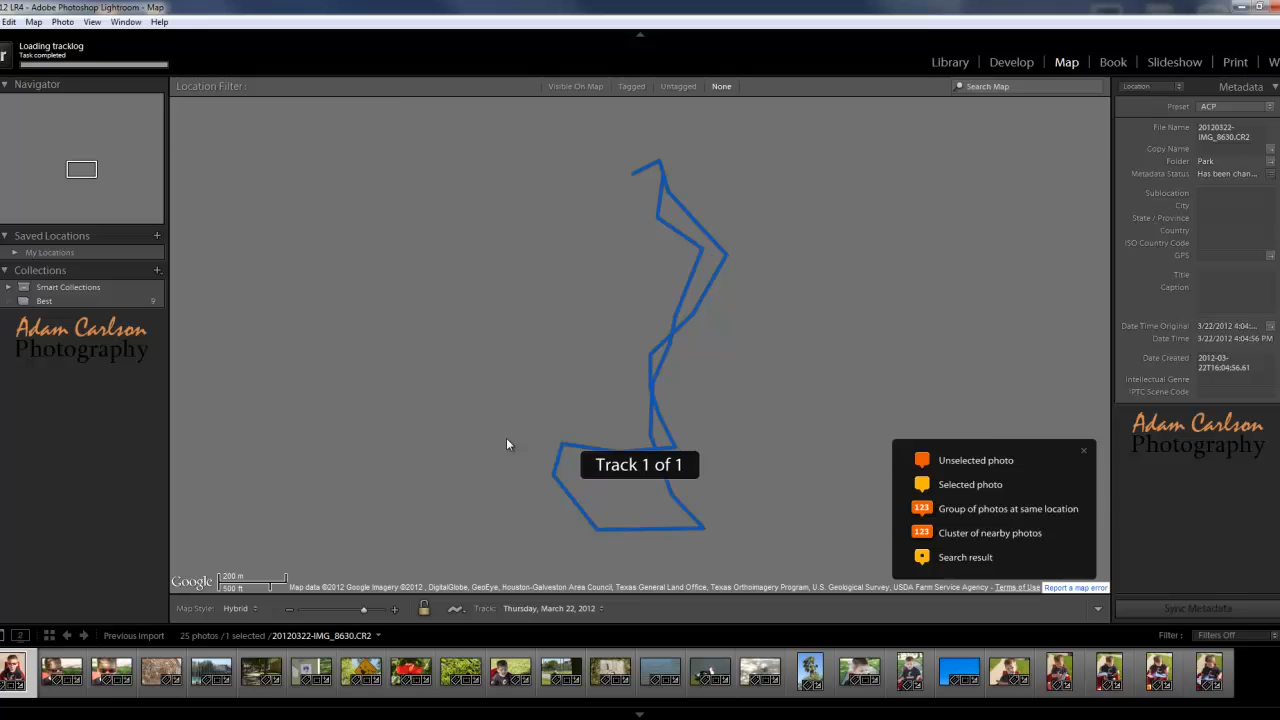 12 LR4 - Adobe Photoshop Lightroom - Map
Edit Map Photo View Window Help
Loading tracklog
Task completed
Library | Develop | Map | Book | Slideshow | Print | W
Navigator
Location Filter :
Visible On Map Tagged Untagged None
Search Map
Location
Metadata
Preset ACP
File Name 20120322-
IMG_8630.CR2
Copy Name
Folder Park
Metadata Status Has been chan...
Sublocation
City
State / Province
Country
ISO Country Code
GPS
Title
Caption
Date Time Original 3/22/2012 4:04:...
Date Time 3/22/2012 4:04:56 PM
Date Created 2012-03-
22T16:04:56.61
Intellectual Genre
IPTC Scene Code
Saved Locations +
My Locations
Collections +
Smart Collections
Best 9
Adam Carlson
Photography
Adam Carlson
Photography
Track 1 of 1
Unselected photo
Selected photo
123 Group of photos at same location
123 Cluster of nearby photos
Search result
Google
200 m
500 ft
Map data ©2012 Google Imagery ©2012 , DigitalGlobe, GeoEye, Houston-Galveston Area Council, Texas General Land Office, Texas Orthoimagery Program, U.S. Geological Survey, USDA Farm Service Agency - Terms of Use
Report a map error
Map Style: Hybrid
Track: Thursday, March 22, 2012
Sync Metadata
2
Previous Import
25 photos / 1 selected / 20120322-IMG_8630.CR2
Filter : Filters Off